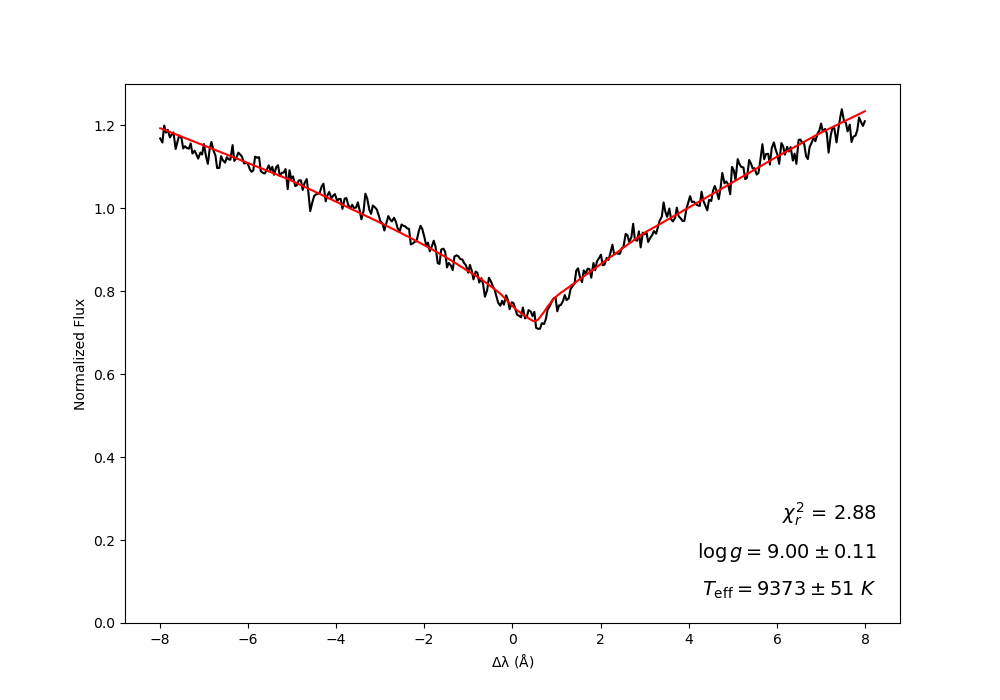 1.2
1.0
0.8
0.6
0.4
0.2
0.0
Normalized Flux
χ²ᵣ = 2.88
log g = 9.00 ± 0.11
T_eff = 9373 ± 51 K
−8 −6 −4 −2 0 2 4 6 8
Δλ (Å)